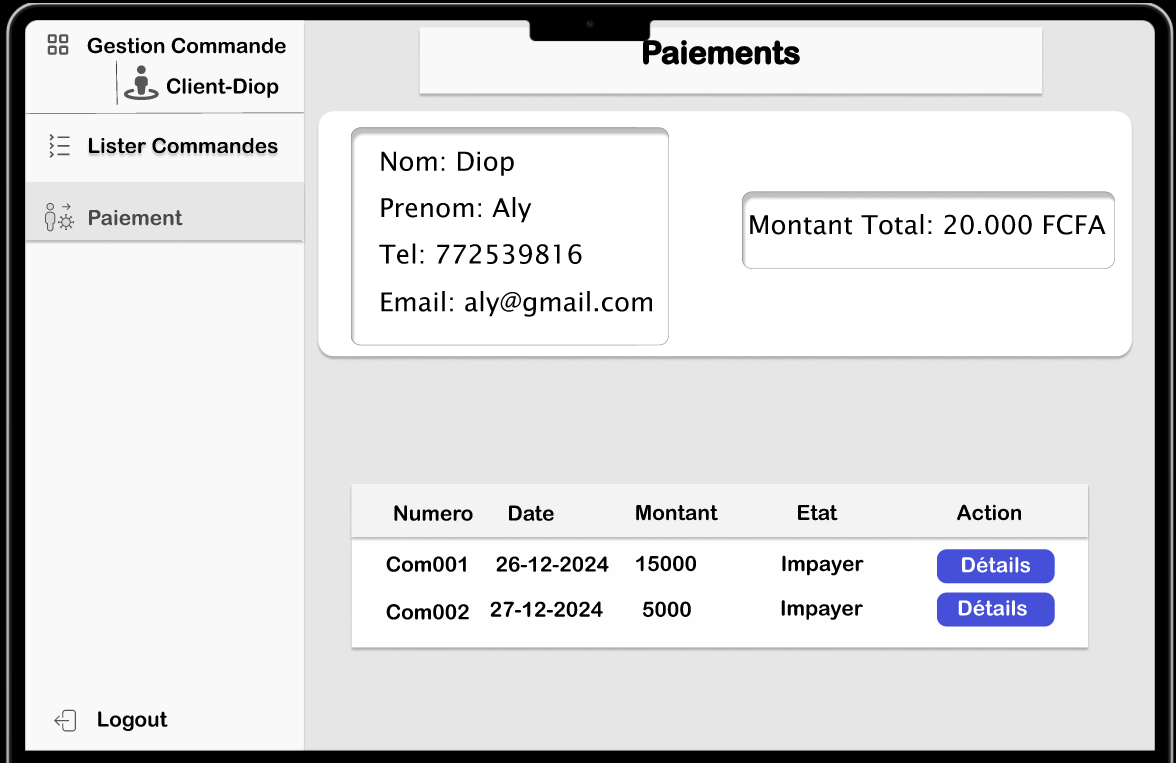 Gestion Commande
Client-Diop
Lister Commandes
Paiement
Logout
Paiements
Nom: Diop
Prenom: Aly
Tel: 772539816
Email: aly@gmail.com
Montant Total: 20.000 FCFA
Numero Date Montant Etat Action
Com001 26-12-2024 15000 Impayer Détails
Com002 27-12-2024 5000 Impayer Détails